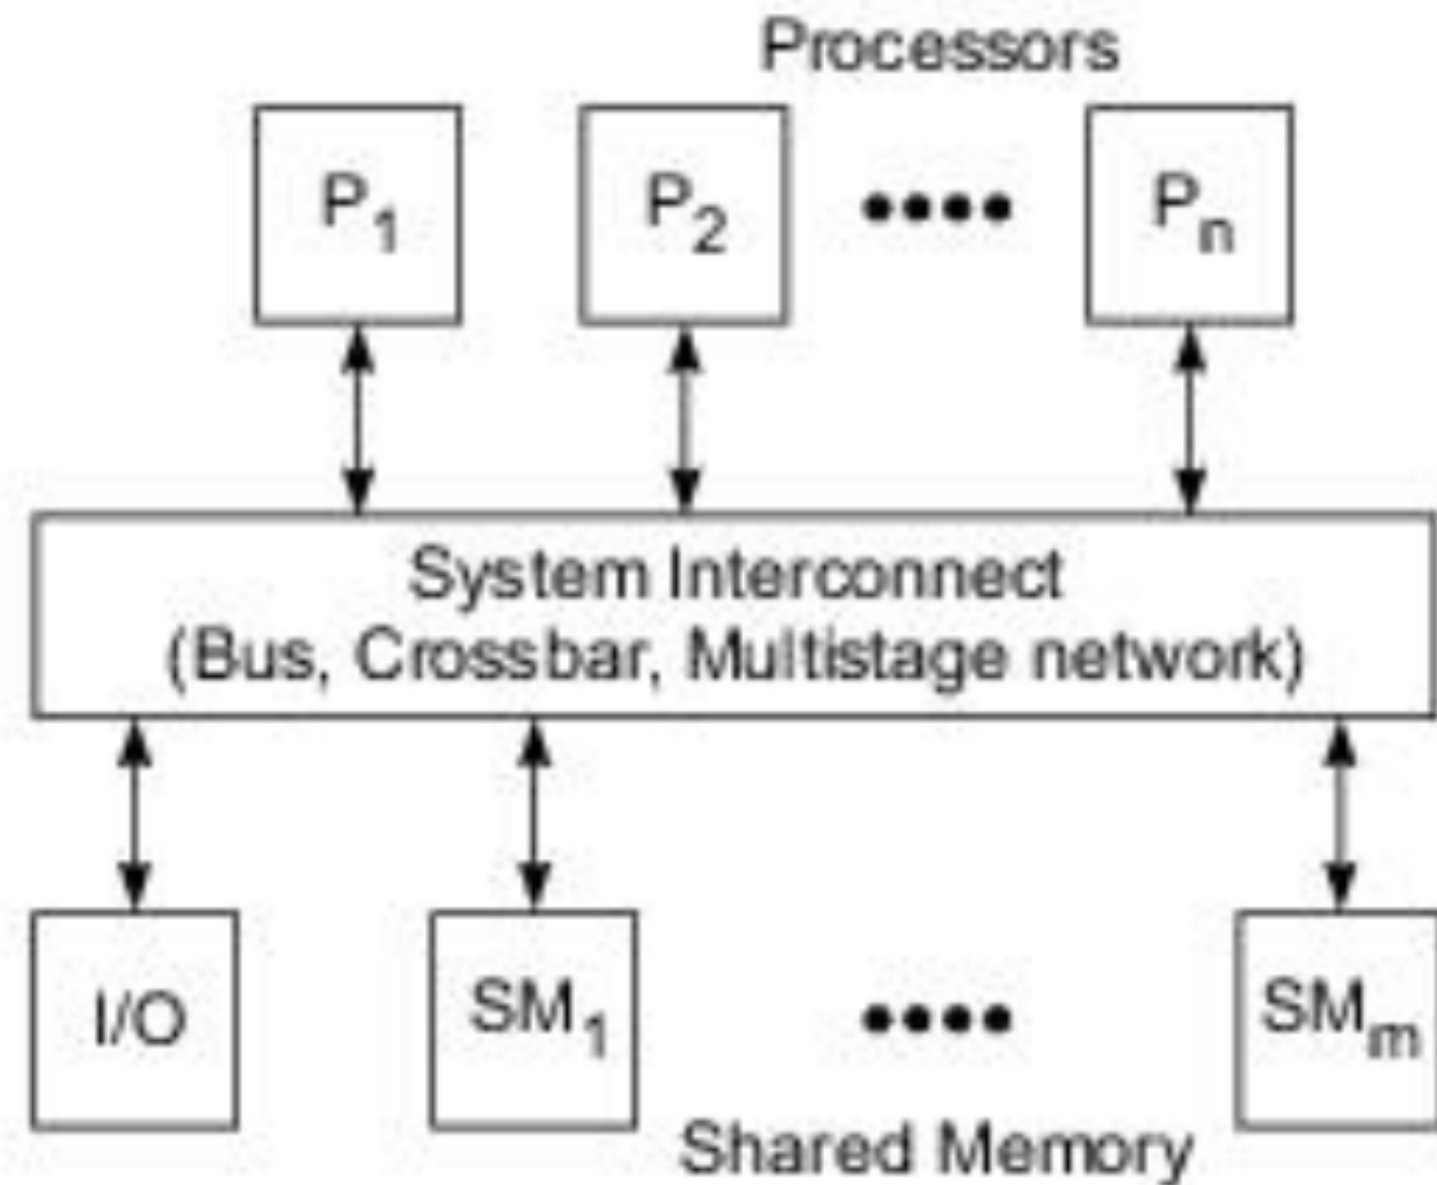 Processors
P1 P2 Pn
System Interconnect
(Bus, Crossbar, Multistage network)
I/O SM1 SMm
Shared Memory